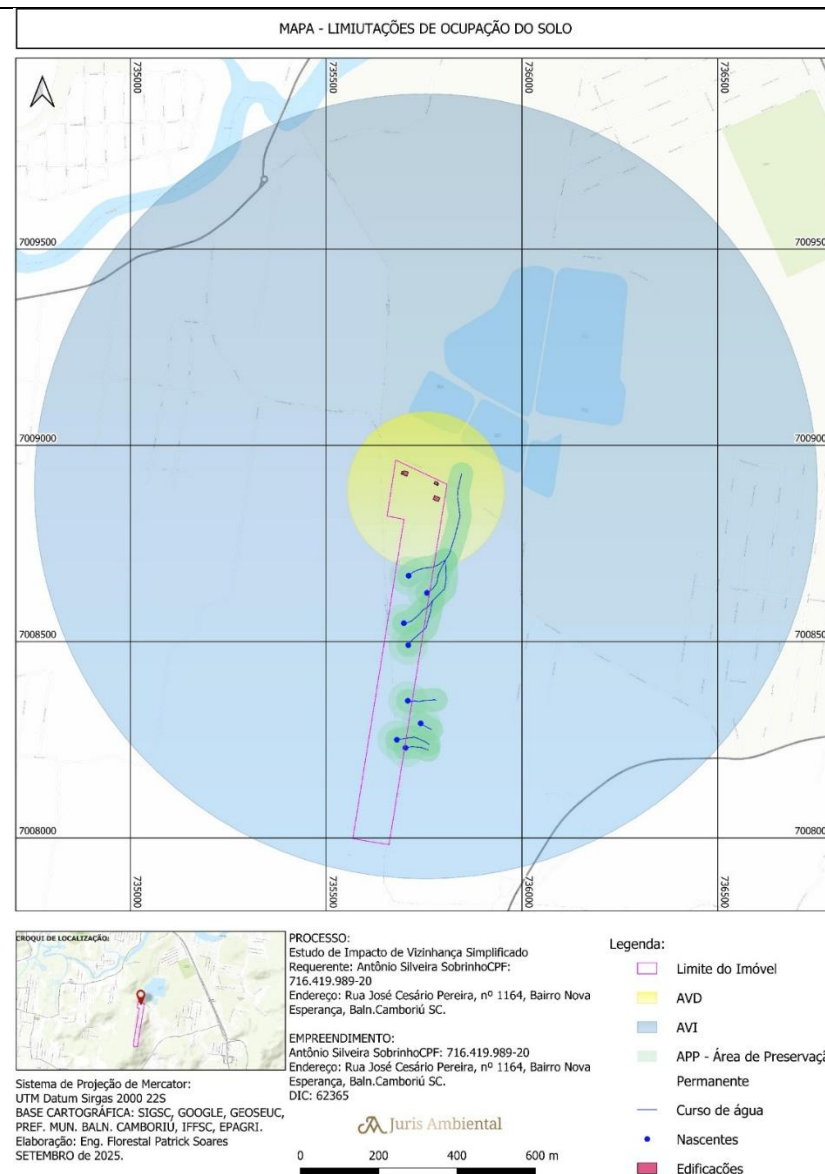 MAPA - LIMIUTAÇÕES DE OCUPAÇÃO DO SOLO
735000
735500
736000
736500
7009500
700950
7009000
700900
7008500
700850
7008000
700800
735000
735500
736000
736500
CROQUI DE LOCALIZAÇÃO:
Sistema de Projeção de Mercator:
UTM Datum Sirgas 2000 22S
BASE CARTOGRÁFICA: SIGSC, GOOGLE, GEOSEUC,
PREF. MUN. BALN. CAMBORIÚ, IFFSC, EPAGRI.
Elaboração: Eng. Florestal Patrick Soares
SETEMBRO de 2025.
PROCESSO:
Estudo de Impacto de Vizinhança Simplificado
Requerente: Antônio Silveira SobrinhoCPF:
716.419.989-20
Endereço: Rua José Cesário Pereira, nº 1164, Bairro Nova
Esperança, Baln.Camboriú SC.
EMPREENDIMENTO:
Antônio Silveira SobrinhoCPF: 716.419.989-20
Endereço: Rua José Cesário Pereira, nº 1164, Bairro Nova
Esperança, Baln.Camboriú SC.
DIC: 62365
Juris Ambiental
0 200 400 600 m
Legenda:
Limite do Imóvel
AVD
AVI
APP - Área de Preservaçã
Permanente
Curso de água
Nascentes
Edificações